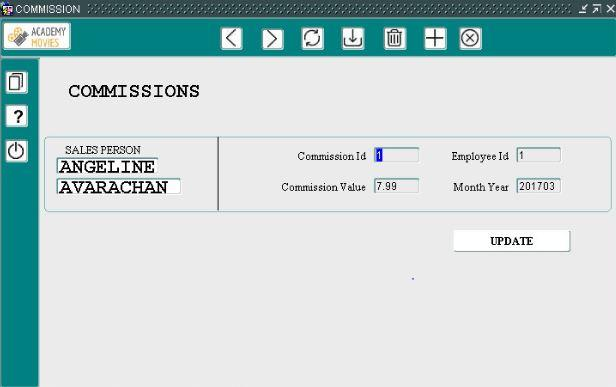 COMMISSION
ACADEMY
MOVIES
?
COMMISSIONS
SALES PERSON
ANGELINE
AVARACHAN
Commission Id 1 Employee Id 1
Commission Value 7.99 Month Year 201703
UPDATE